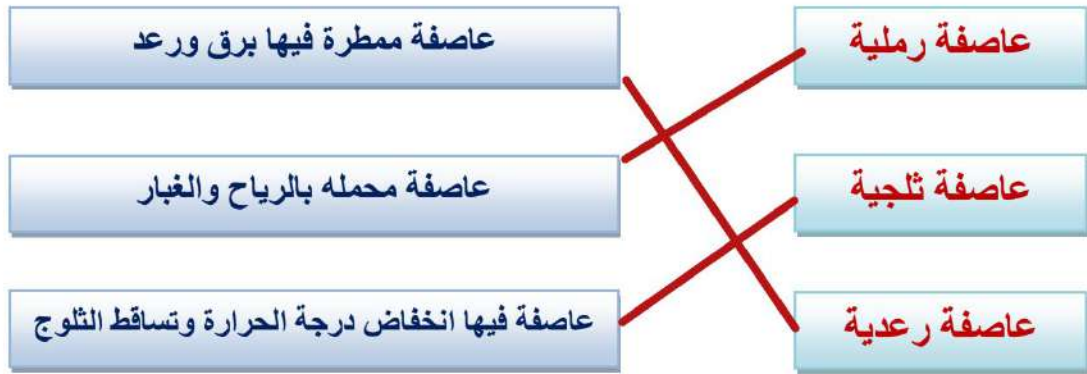 عاصفة رملية
عاصفة ممطرة فيها برق ورعد
عاصفة ثلجية
عاصفة محمله بالرياح والغبار
عاصفة رعدية
عاصفة فيها انخفاض درجة الحرارة وتساقط الثلوج